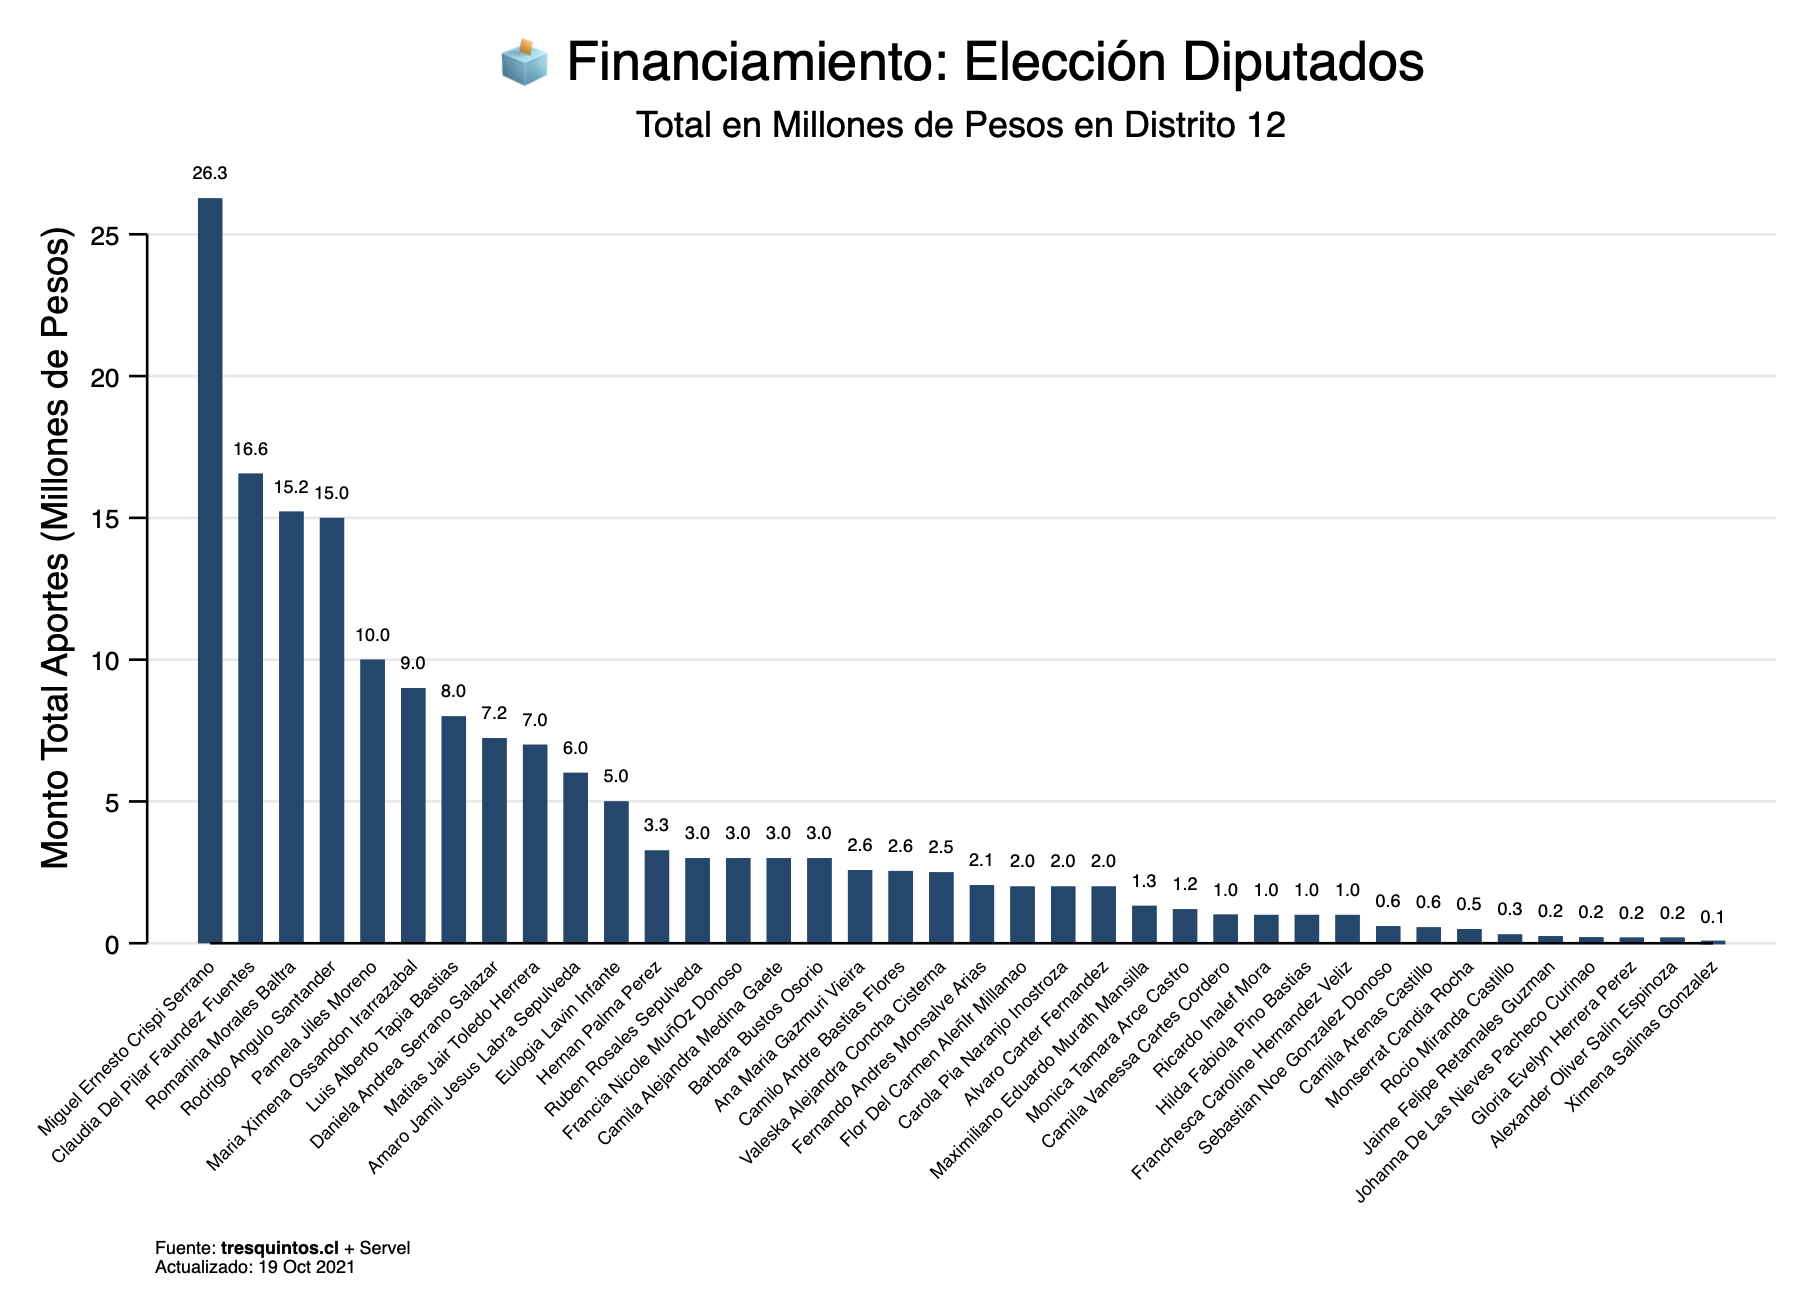 Financiamiento: Elección Diputados
Total en Millones de Pesos en Distrito 12
Monto Total Aportes (Millones de Pesos)
25
20
15
10
5
0
26.3
16.6
15.2
15.0
10.0
9.0
8.0
7.2
7.0
6.0
5.0
3.3
3.0
3.0
3.0
3.0
2.6
2.6
2.5
2.1
2.0
2.0
2.0
1.3
1.2
1.0
1.0
1.0
1.0
0.6
0.6
0.5
0.3
0.2
0.2
0.2
0.2
0.1
Miguel Ernesto Crispi Serrano
Claudia Del Pilar Faundez Fuentes
Romanina Morales Baltra
Rodrigo Angulo Santander
Pamela Jiles Moreno
Maria Ximena Ossandon Irarrazabal
Luis Alberto Tapia Bastias
Daniela Andrea Serrano Salazar
Matias Jair Toledo Herrera
Amaro Jamil Jesus Labra Sepulveda
Eulogia Lavin Infante
Hernan Palma Perez
Ruben Rosales Sepulveda
Francia Nicole MuñOz Donoso
Camila Alejandra Medina Gaete
Barbara Bustos Osorio
Ana Maria Gazmuri Vieira
Camilo Andre Bastias Flores
Valeska Alejandra Concha Cisterna
Fernando Andres Monsalve Arias
Flor Del Carmen Aleñir Millanao
Carola Pia Naranjo Inostroza
Alvaro Carter Fernandez
Maximiliano Eduardo Murath Mansilla
Monica Tamara Arce Castro
Camila Vanessa Cartes Cordero
Ricardo Inalef Mora
Hilda Fabiola Pino Bastias
Franchesca Caroline Hernandez Veliz
Sebastian Noe Gonzalez Donoso
Camila Arenas Castillo
Monserrat Candia Rocha
Rocio Miranda Castillo
Jaime Felipe Retamales Guzman
Johanna De Las Nieves Pacheco Curinao
Gloria Evelyn Herrera Perez
Alexander Oliver Salin Espinoza
Ximena Salinas Gonzalez
Fuente: tresquintos.cl + Servel
Actualizado: 19 Oct 2021